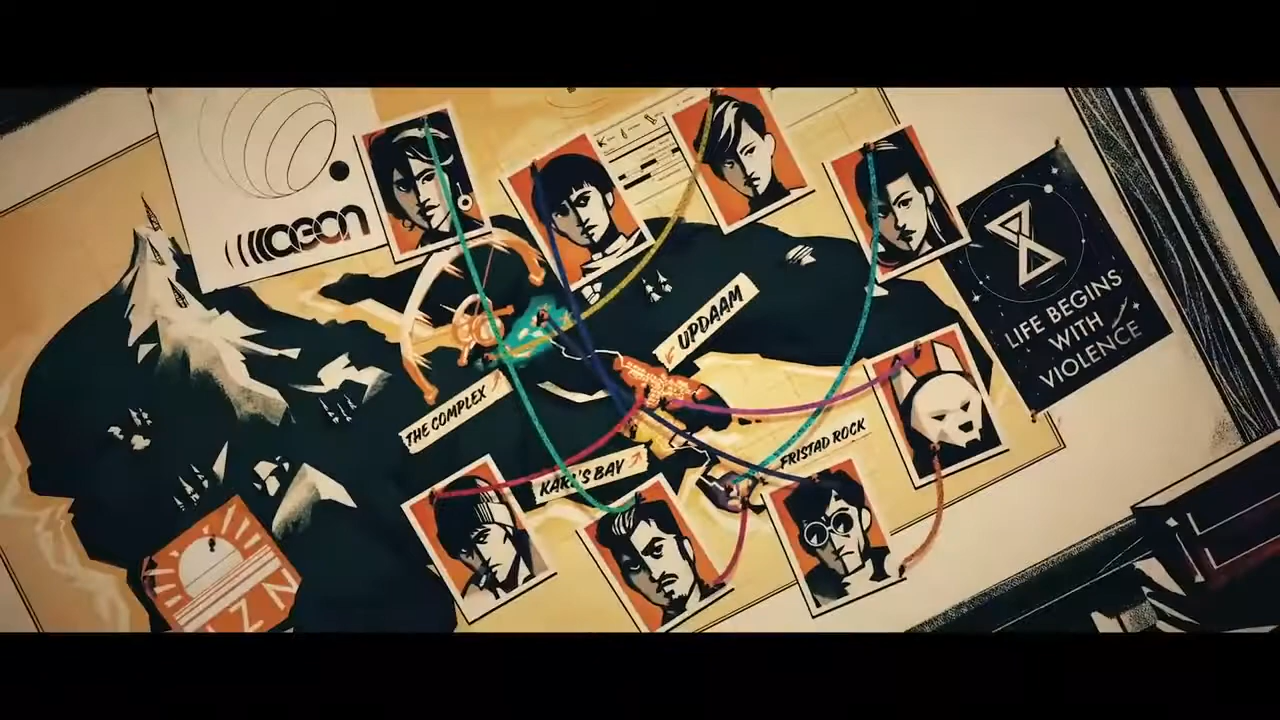 AEON
UPDAAM
LIFE BEGINS
WITH
VIOLENCE
THE COMPLEX
FRISTAD ROCK
KARL'S BAY